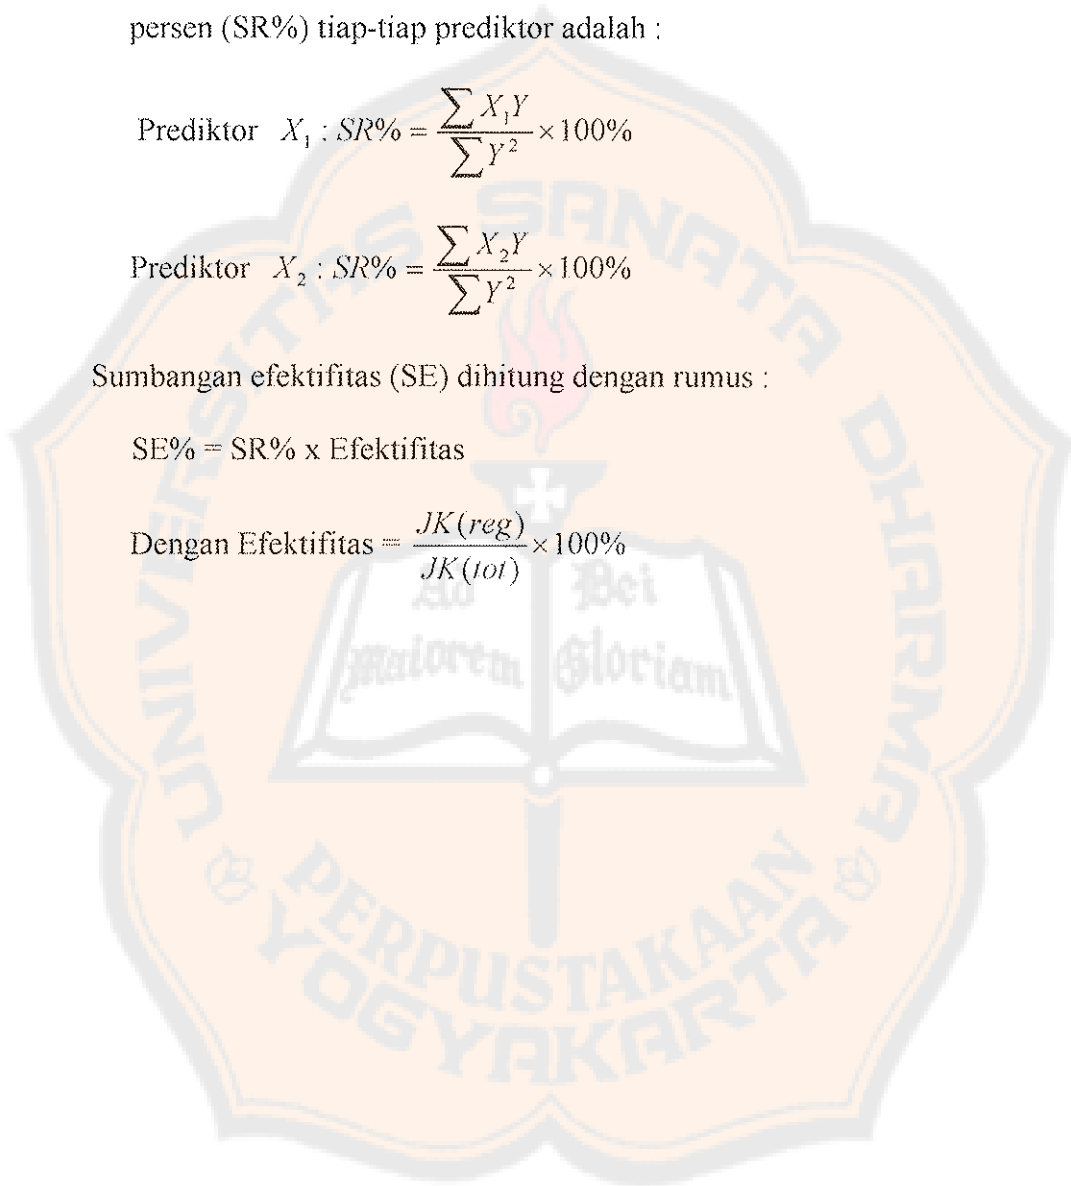 persen (SR%) tiap-tiap prediktor adalah :
Prediktor X₁ : SR% = ∑X₁Y / ∑Y² × 100%
Prediktor X₂ : SR% = ∑X₂Y / ∑Y² × 100%
Sumbangan efektifitas (SE) dihitung dengan rumus :
SE% = SR% x Efektifitas
Dengan Efektifitas = JK(reg) / JK(tot) × 100%
UNIVERSITAS SANATA DHARMA
Ad Dei
Maiorem Gloriam
PERPUSTAKAAN
YOGYAKARTA